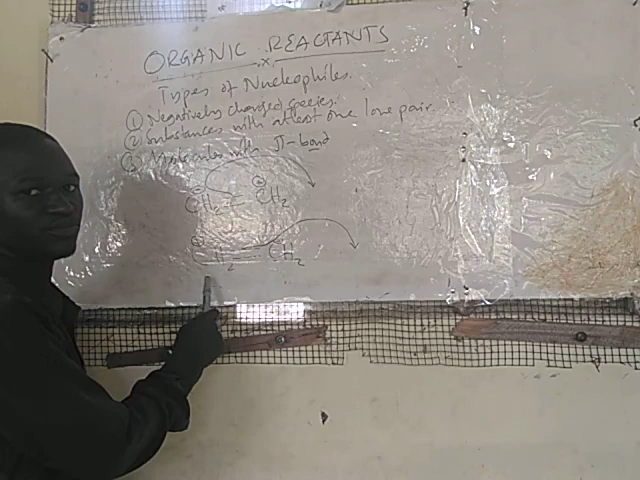 ORGANIC REACTANTS
x
Types of Nucleophiles.
① Negatively charged species.
② Substances with atleast one lone pair.
③ Molecules with π-bond
CH₂ CH₂
CH₂ CH₂